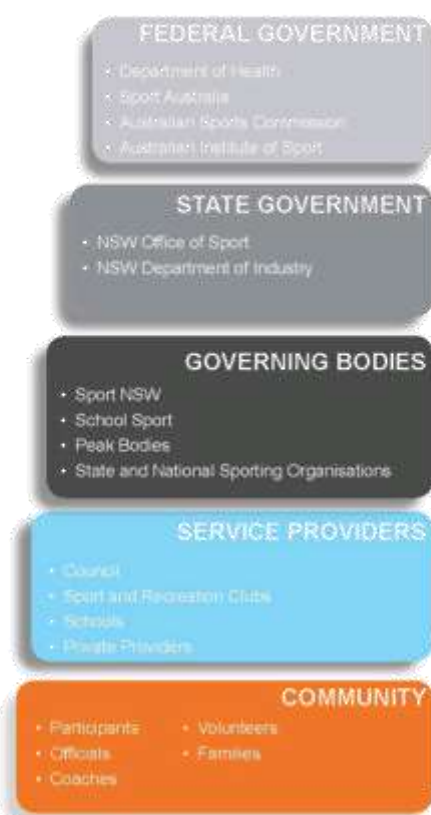 FEDERAL GOVERNMENT
• Department of Health
• Sport Australia
• Australian Sports Commission
• Australian Institute of Sport
STATE GOVERNMENT
• NSW Office of Sport
• NSW Department of Industry
GOVERNING BODIES
• Sport NSW
• School Sport
• Peak Bodies
• State and National Sporting Organisations
SERVICE PROVIDERS
• Council
• Sport and Recreation Clubs
• Schools
• Private Providers
COMMUNITY
• Participants • Volunteers
• Officials • Families
• Coaches